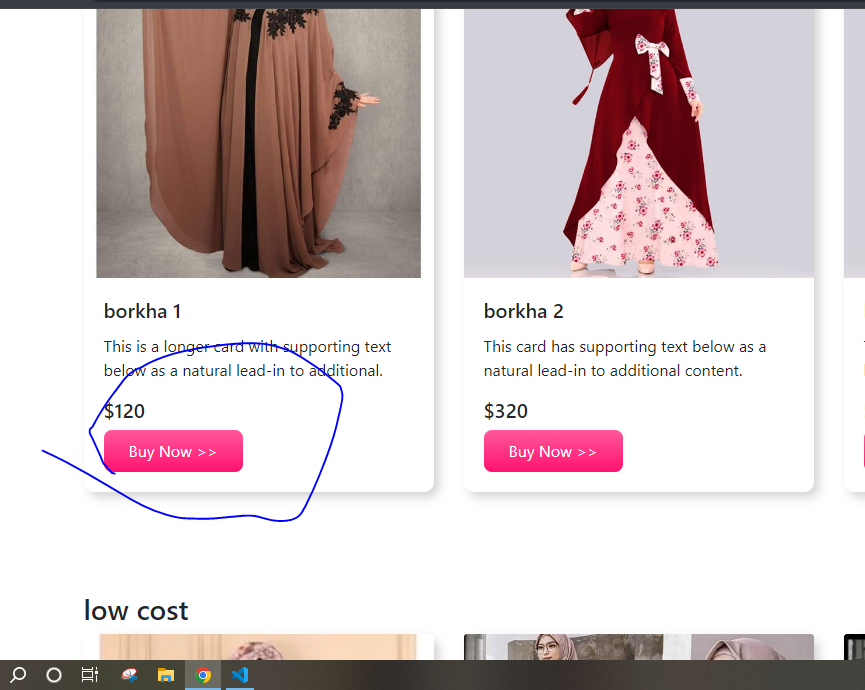 borkha 1
This is a longer card with supporting text
below as a natural lead-in to additional.
$120
Buy Now >>
borkha 2
This card has supporting text below as a
natural lead-in to additional content.
$320
Buy Now >>
low cost